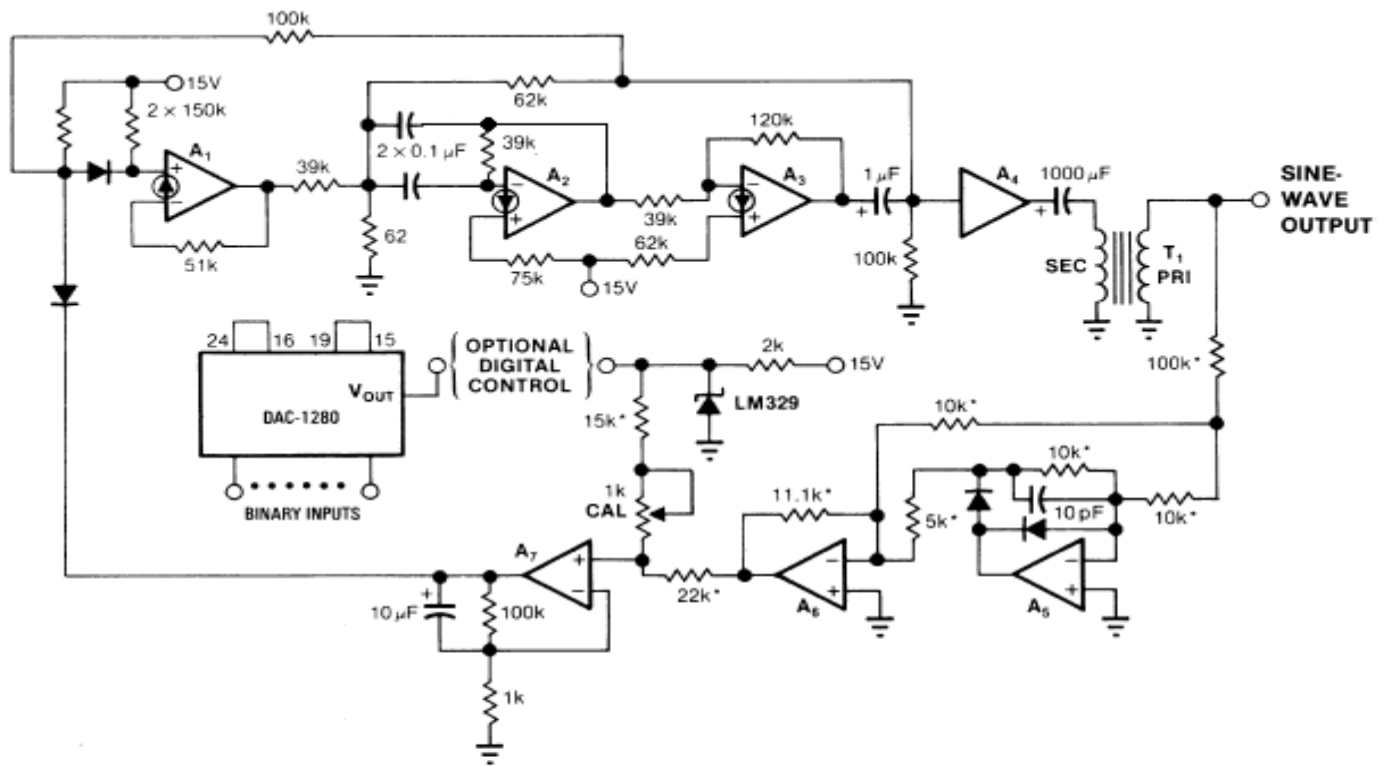 100k
15V
2 × 150k
A1
39k
51k
62k
2 × 0.1 μF
39k
A2
62
75k
15V
39k
62k
120k
A3
1 μF
+
100k
A4
1000 μF
+
SEC
T1
PRI
SINE-
WAVE
OUTPUT
100k*
24 16 19 15
VOUT
DAC-1280
BINARY INPUTS
OPTIONAL
DIGITAL
CONTROL
2k
15V
LM329
15k*
1k
CAL
10k*
10k*
10 pF
10k*
5k*
11.1k*
A5
A6
22k*
A7
10 μF
+
100k
1k